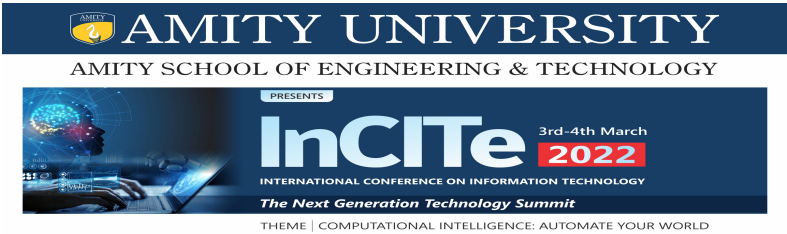 AMITY
AMITY UNIVERSITY
AMITY SCHOOL OF ENGINEERING & TECHNOLOGY
PRESENTS
InCITe
3rd-4th March
2022
INTERNATIONAL CONFERENCE ON INFORMATION TECHNOLOGY
The Next Generation Technology Summit
THEME | COMPUTATIONAL INTELLIGENCE: AUTOMATE YOUR WORLD